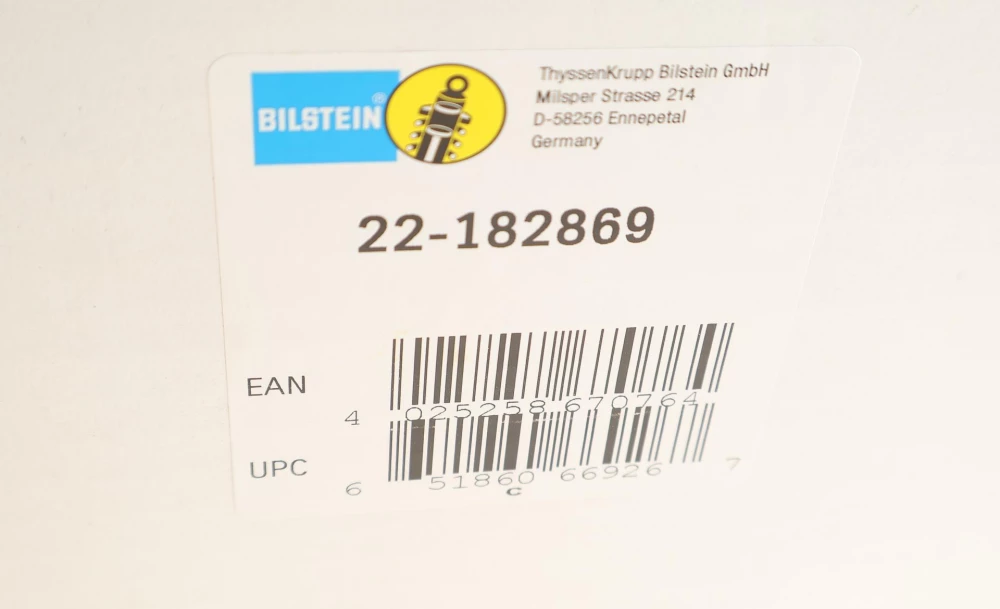 BILSTEIN®
ThyssenKrupp Bilstein GmbH
Milsper Strasse 214
D-58256 Ennepetal
Germany
22-182869
EAN
4 025258 670764
UPC
6 51860 66926 7
C